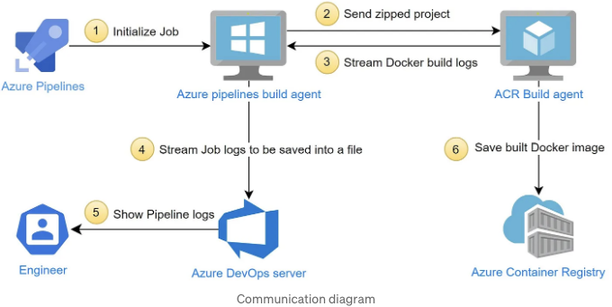 1 Initialize Job
2 Send zipped project
3 Stream Docker build logs
Azure Pipelines
Azure pipelines build agent
ACR Build agent
4 Stream Job logs to be saved into a file
6 Save built Docker image
5 Show Pipeline logs
Engineer
Azure DevOps server
Azure Container Registry
Communication diagram